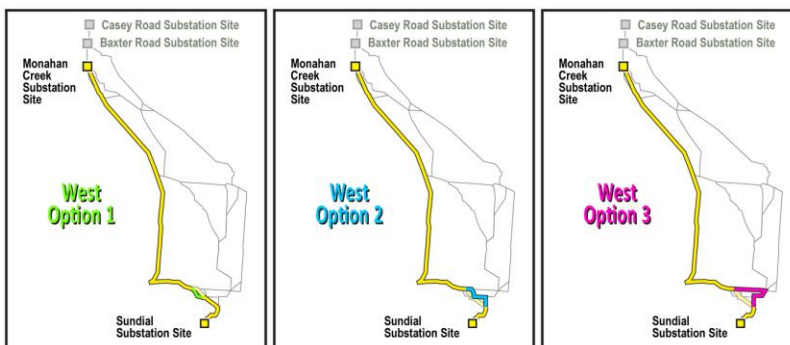 Casey Road Substation Site
Baxter Road Substation Site
Monahan
Creek
Substation
Site
West
Option 1
Sundial
Substation Site
Casey Road Substation Site
Baxter Road Substation Site
Monahan
Creek
Substation
Site
West
Option 2
Sundial
Substation Site
Casey Road Substation Site
Baxter Road Substation Site
Monahan
Creek
Substation
Site
West
Option 3
Sundial
Substation Site